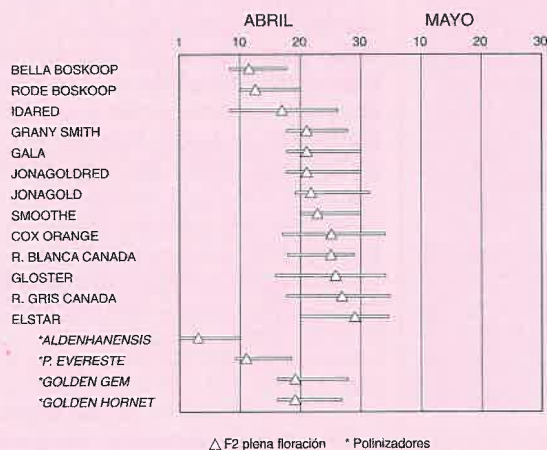 ABRIL MAYO
1 10 20 30 10 20 30
BELLA BOSKOOP
RODE BOSKOOP
IDARED
GRANY SMITH
GALA
JONAGOLDRED
JONAGOLD
SMOOTHE
COX ORANGE
R. BLANCA CANADA
GLOSTER
R. GRIS CANADA
ELSTAR
*ALDENHANENSIS
*P. EVERESTE
*GOLDEN GEM
*GOLDEN HORNET
△ F2 plena floración * Polinizadores